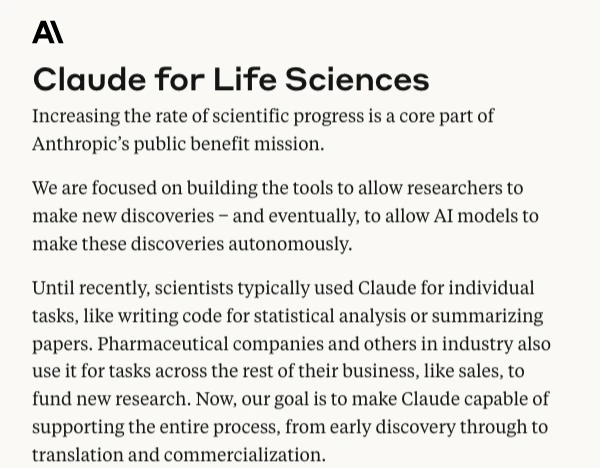 A\
Claude for Life Sciences
Increasing the rate of scientific progress is a core part of
Anthropic’s public benefit mission.
We are focused on building the tools to allow researchers to
make new discoveries – and eventually, to allow AI models to
make these discoveries autonomously.
Until recently, scientists typically used Claude for individual
tasks, like writing code for statistical analysis or summarizing
papers. Pharmaceutical companies and others in industry also
use it for tasks across the rest of their business, like sales, to
fund new research. Now, our goal is to make Claude capable of
supporting the entire process, from early discovery through to
translation and commercialization.